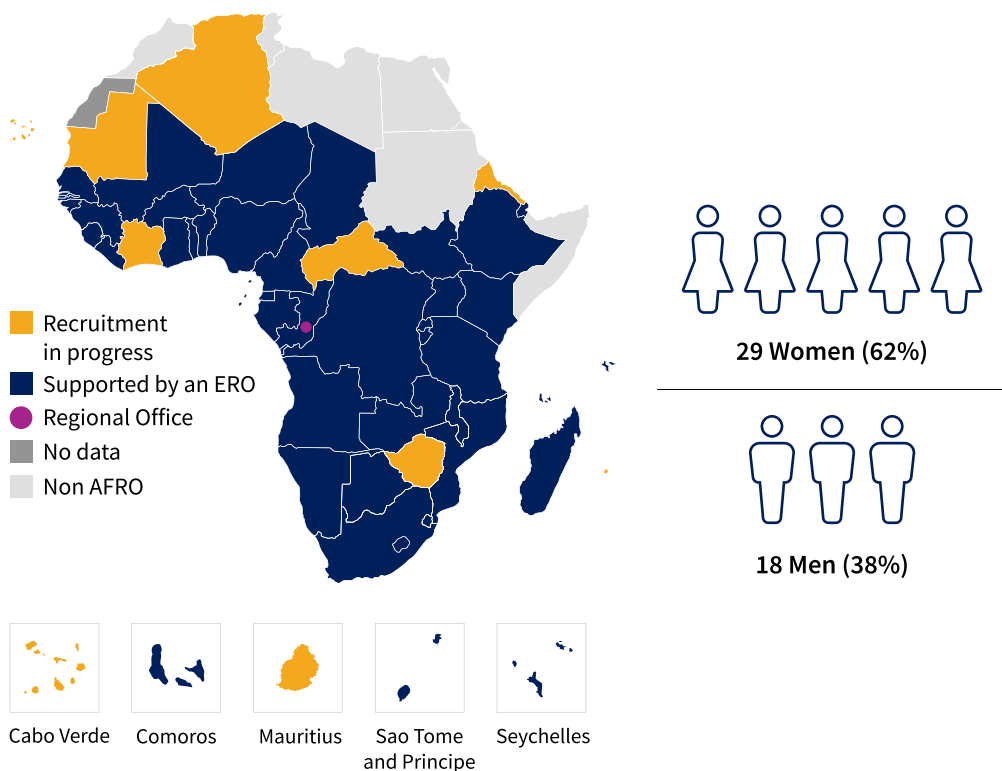 Recruitment
in progress
Supported by an ERO
Regional Office
No data
Non AFRO
29 Women (62%)
18 Men (38%)
Cabo Verde
Comoros
Mauritius
Sao Tome
and Principe
Seychelles